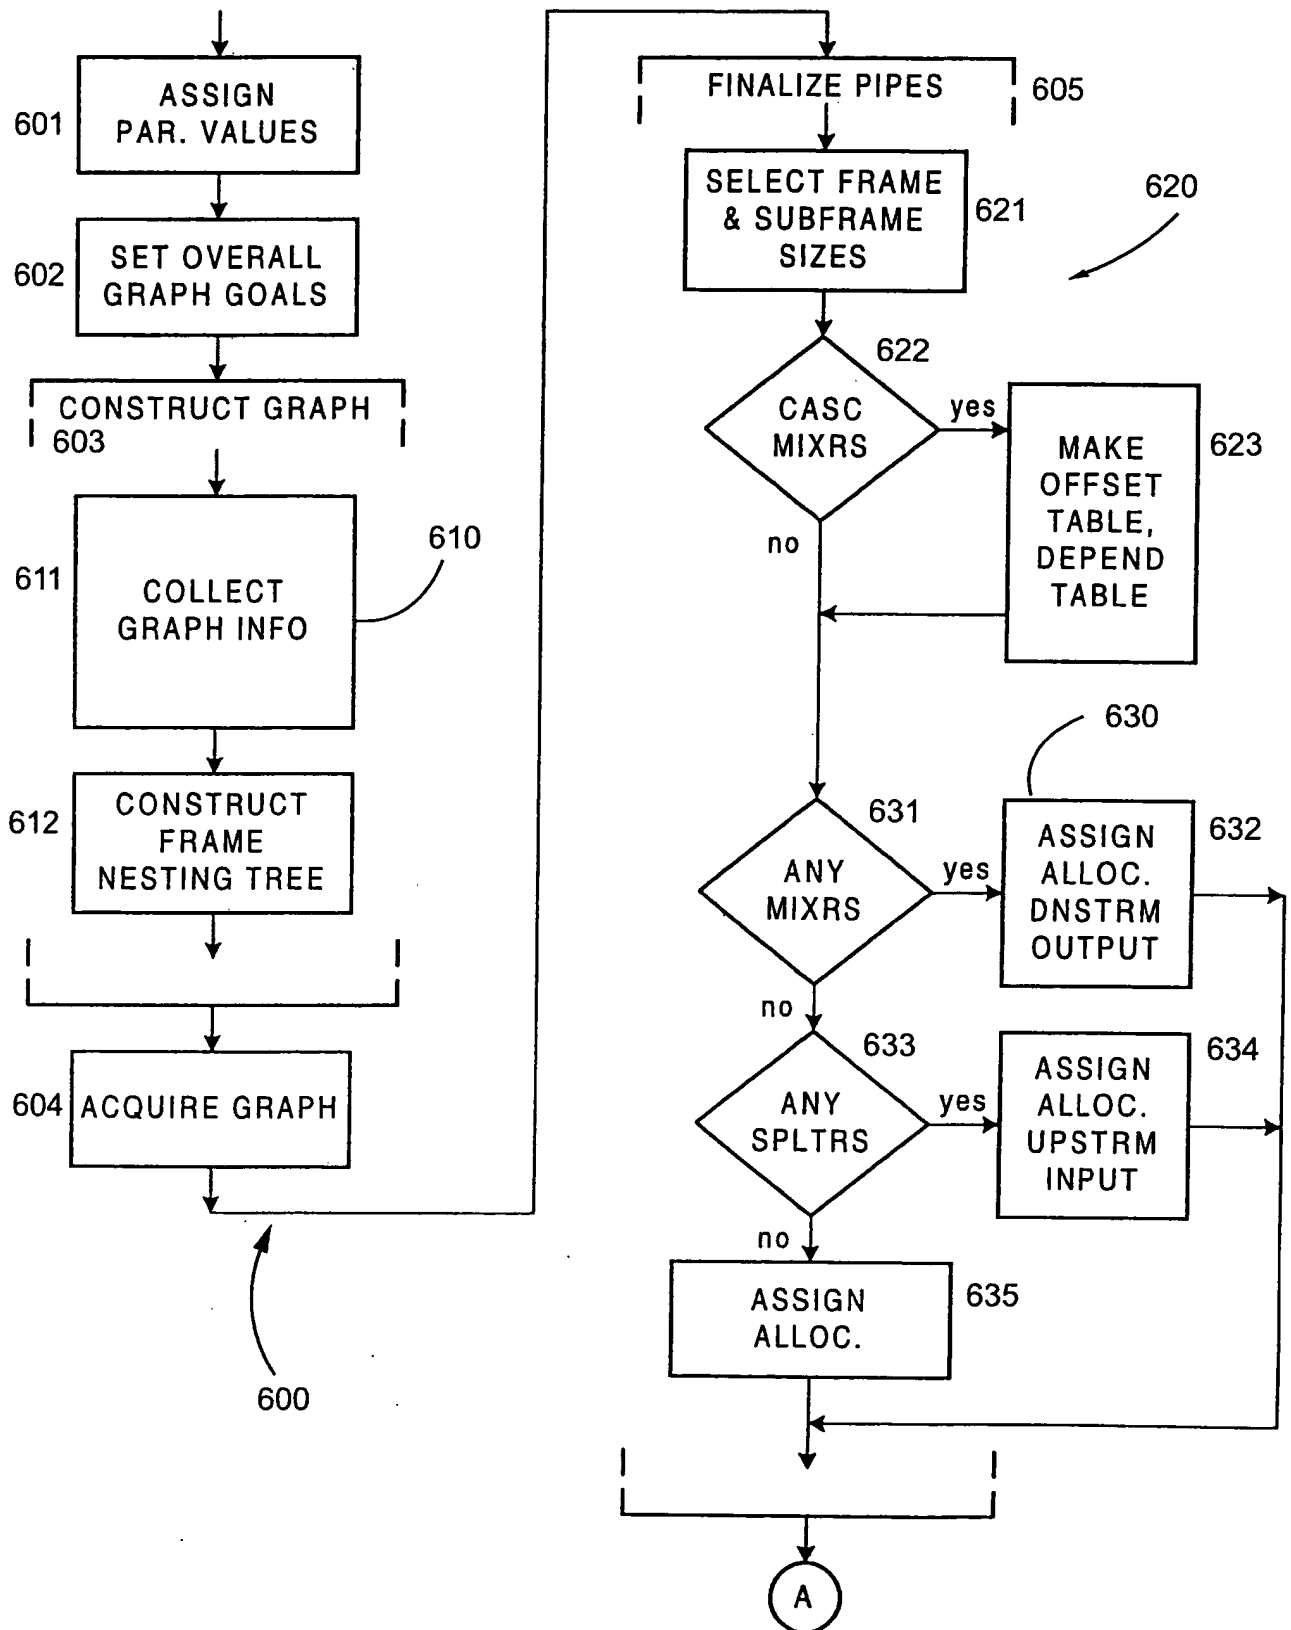 601
ASSIGN
PAR. VALUES
602
SET OVERALL
GRAPH GOALS
CONSTRUCT GRAPH
603
611
COLLECT
GRAPH INFO
610
612
CONSTRUCT
FRAME
NESTING TREE
604
ACQUIRE GRAPH
600
FINALIZE PIPES
605
SELECT FRAME
& SUBFRAME
SIZES
621
620
622
CASC
MIXRS
yes
no
MAKE
OFFSET
TABLE,
DEPEND
TABLE
623
630
631
ANY
MIXRS
yes
no
ASSIGN
ALLOC.
DNSTRM
OUTPUT
632
633
ANY
SPLTRS
yes
no
ASSIGN
ALLOC.
UPSTRM
INPUT
634
ASSIGN
ALLOC.
635
A